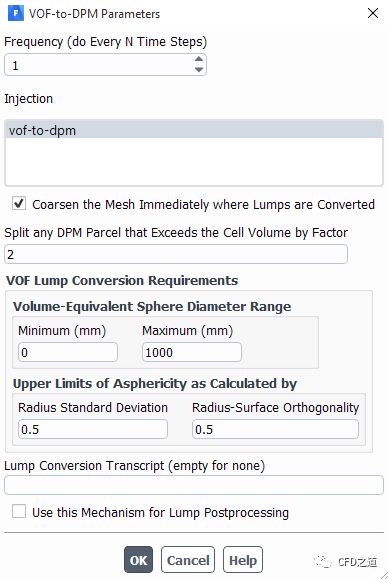 VOF-to-DPM Parameters
Frequency (do Every N Time Steps)
1
Injection
vof-to-dpm
Coarsen the Mesh Immediately where Lumps are Converted
Split any DPM Parcel that Exceeds the Cell Volume by Factor
2
VOF Lump Conversion Requirements
Volume-Equivalent Sphere Diameter Range
Minimum (mm) Maximum (mm)
0 1000
Upper Limits of Asphericity as Calculated by
Radius Standard Deviation Radius-Surface Orthogonality
0.5 0.5
Lump Conversion Transcript (empty for none)
Use this Mechanism for Lump Postprocessing
OK Cancel Help
CFD之道